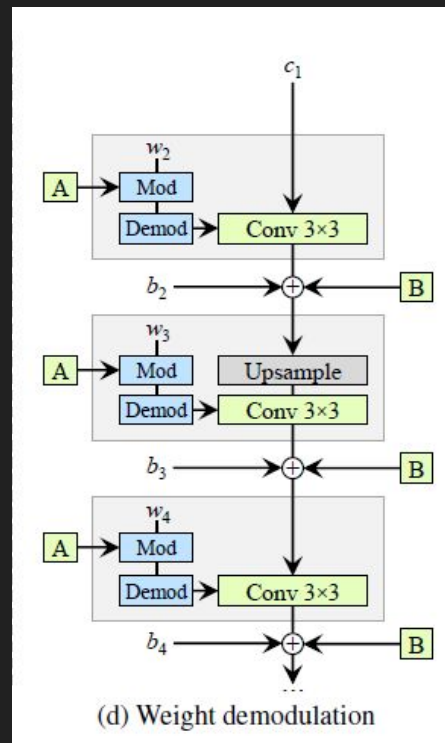 c1
w2
A Mod
Demod Conv 3×3
b2 + B
w3
A Mod Upsample
Demod Conv 3×3
b3 + B
w4
A Mod
Demod Conv 3×3
b4 + B
...
(d) Weight demodulation